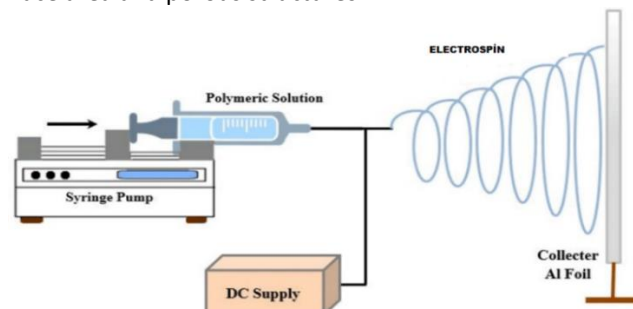 ELECTROSPİN
Polymeric Solution
Syringe Pump
Collecter
Al Foil
DC Supply